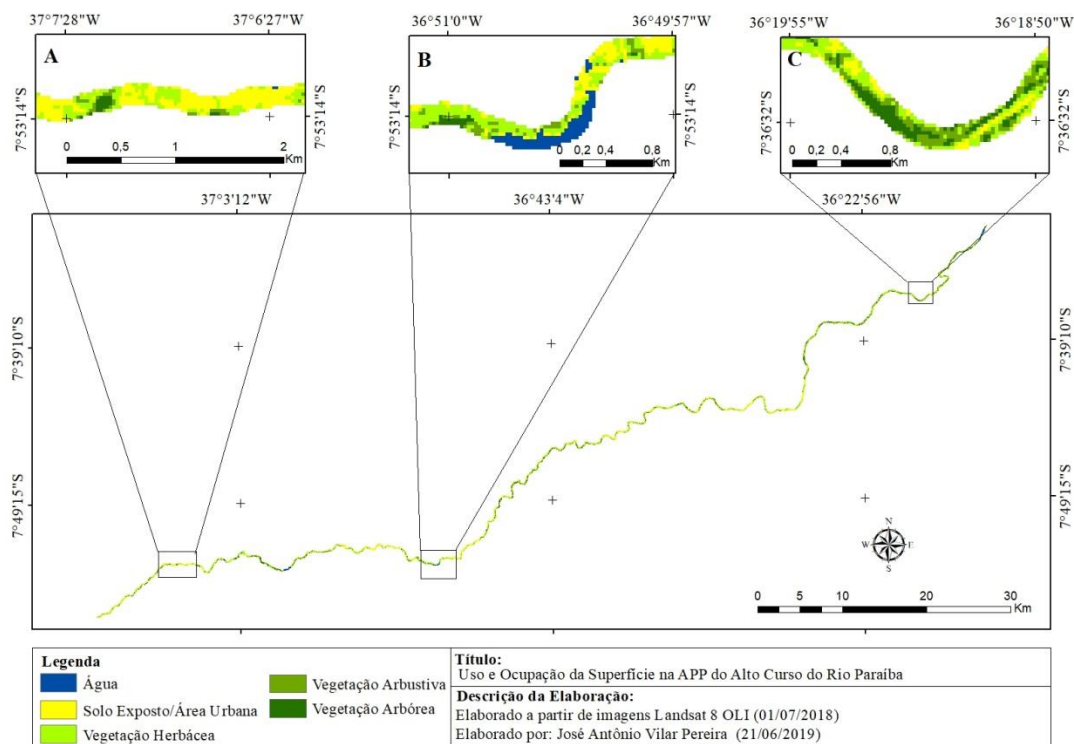 37°7'28"W 37°6'27"W
36°51'0"W 36°49'57"W
36°19'55"W 36°18'50"W
A
B
C
7°53'14"S
7°53'14"S
7°53'14"S
7°53'14"S
7°36'32"S
7°36'32"S
0 0,5 1 2
Km
0 0,2 0,4 0,8
Km
0 0,2 0,4 0,8
Km
37°3'12"W 36°43'4"W 36°22'56"W
7°39'10"S
7°39'10"S
7°49'15"S
7°49'15"S
N
W E
S
0 5 10 20 30
Km
Legenda
Água
Solo Exposto/Área Urbana
Vegetação Herbácea
Vegetação Arbustiva
Vegetação Arbórea
Título:
Uso e Ocupação da Superfície na APP do Alto Curso do Rio Paraíba
Descrição da Elaboração:
Elaborado a partir de imagens Landsat 8 OLI (01/07/2018)
Elaborado por: José Antônio Vilar Pereira (21/06/2019)